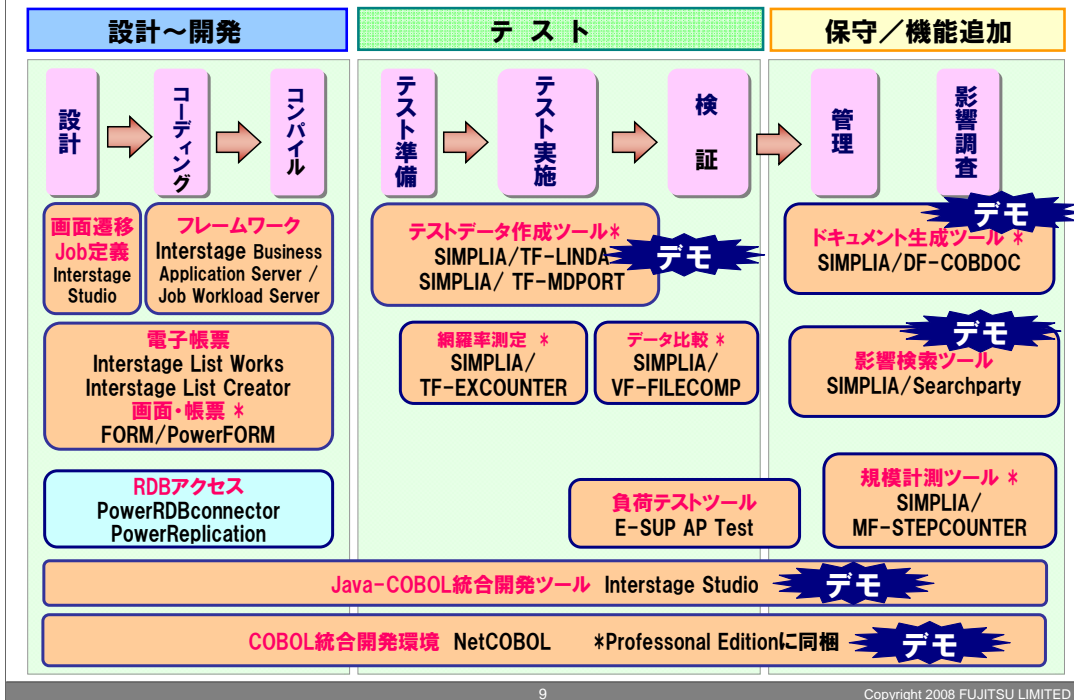 設計～開発
テ スト
保守／機能追加
設計
コーディング
コンパイル
テスト準備
テスト実施
検証
管理
影響調査
画面遷移
Job定義
Interstage
Studio
フレームワーク
Interstage Business
Application Server /
Job Workload Server
テストデータ作成ツール*
SIMPLIA/TF-LINDA
SIMPLIA/ TF-MDPORT
デモ
デモ
ドキュメント生成ツール *
SIMPLIA/DF-COBDOC
電子帳票
Interstage List Works
Interstage List Creator
画面・帳票 *
FORM/PowerFORM
網羅率測定 *
SIMPLIA/
TF-EXCOUNTER
データ比較 *
SIMPLIA/
VF-FILECOMP
デモ
影響検索ツール
SIMPLIA/Searchparty
RDBアクセス
PowerRDBconnector
PowerReplication
負荷テストツール
E-SUP AP Test
規模計測ツール *
SIMPLIA/
MF-STEPCOUNTER
Java-COBOL統合開発ツール Interstage Studio デモ
COBOL統合開発環境 NetCOBOL *Professonal Editionに同梱 デモ
9
Copyright 2008 FUJITSU LIMITED